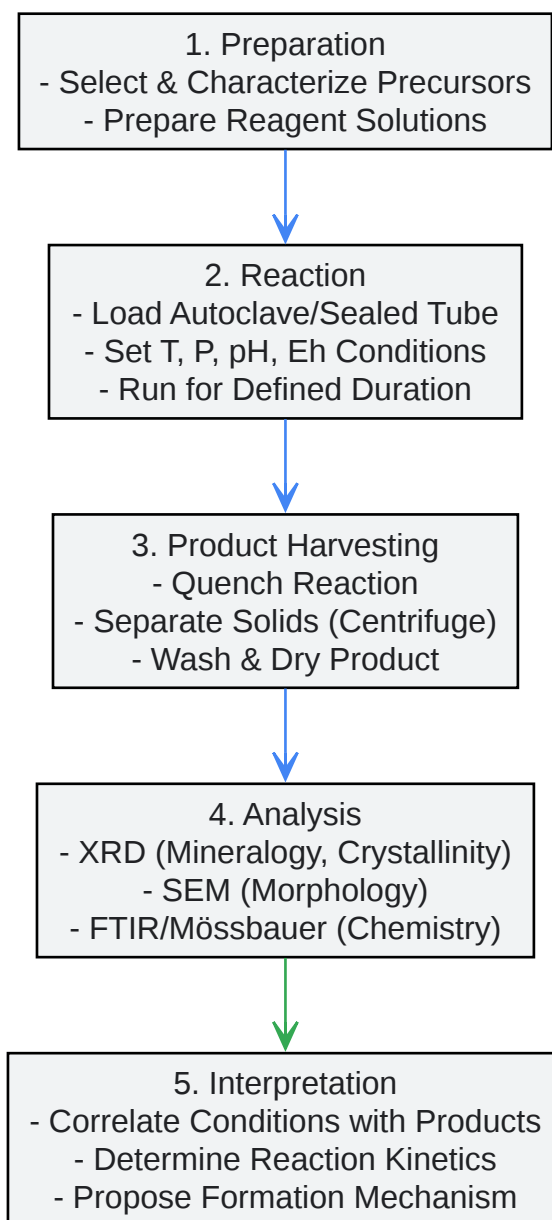 1. Preparation
- Select & Characterize Precursors
- Prepare Reagent Solutions
2. Reaction
- Load Autoclave/Sealed Tube
- Set T, P, pH, Eh Conditions
- Run for Defined Duration
3. Product Harvesting
- Quench Reaction
- Separate Solids (Centrifuge)
- Wash & Dry Product
4. Analysis
- XRD (Mineralogy, Crystallinity)
- SEM (Morphology)
- FTIR/Mössbauer (Chemistry)
5. Interpretation
- Correlate Conditions with Products
- Determine Reaction Kinetics
- Propose Formation Mechanism